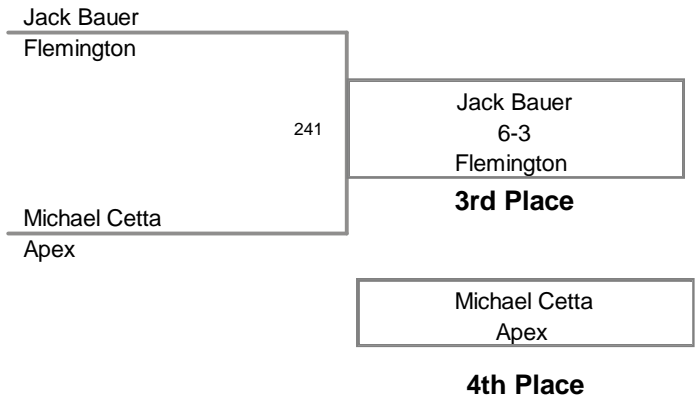 Jack Bauer
Flemington
241
Jack Bauer
6-3
Flemington
3rd Place
Michael Cetta
Apex
Michael Cetta
Apex
4th Place